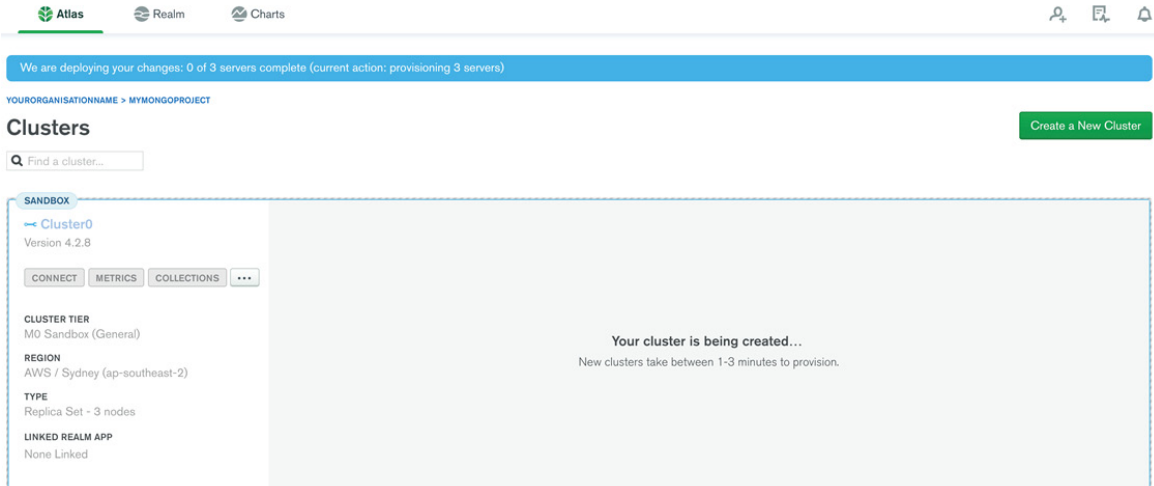 Atlas Realm Charts
We are deploying your changes: 0 of 3 servers complete (current action: provisioning 3 servers)
YOURORGANISATIONNAME > MYMONGOPROJECT
Clusters
Create a New Cluster
Find a cluster...
SANDBOX
Cluster0
Version 4.2.8
CONNECT METRICS COLLECTIONS ...
CLUSTER TIER
M0 Sandbox (General)
REGION
AWS / Sydney (ap-southeast-2)
TYPE
Replica Set - 3 nodes
LINKED REALM APP
None Linked
Your cluster is being created...
New clusters take between 1-3 minutes to provision.